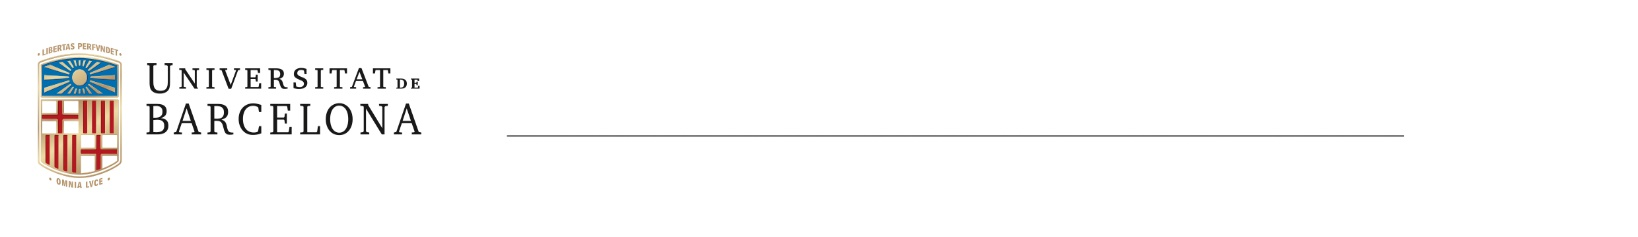 · LIBERTAS PERFVNDET ·
UNIVERSITAT DE
BARCELONA
· OMNIA LVCE ·